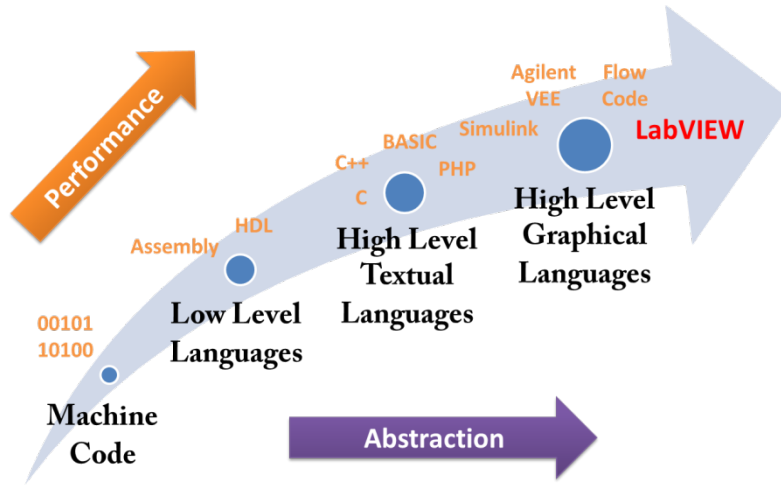 Performance
Agilent
VEE
Flow
Code
Simulink
LabVIEW
BASIC
C++
PHP
C
High Level
Graphical
Languages
HDL
Assembly
High Level
Textual
Languages
Low Level
Languages
00101
10100
Machine
Code
Abstraction